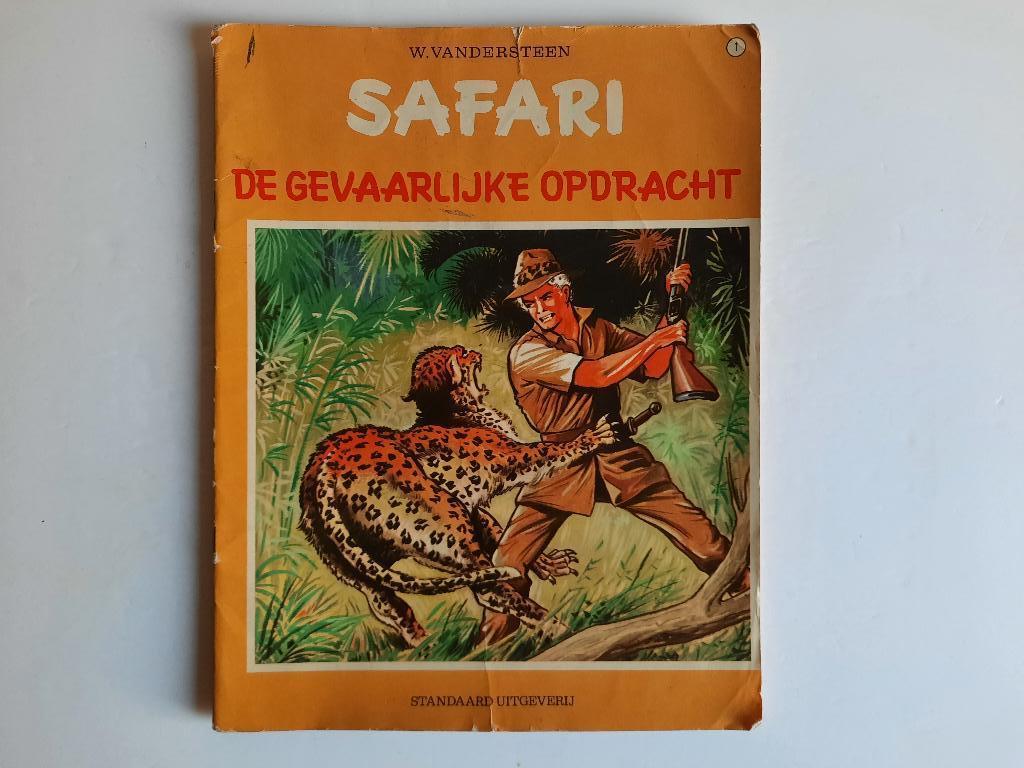 W. VANDERSTEEN
1
SAFARI
DE GEVAARLIJKE OPDRACHT
STANDAARD UITGEVERIJ